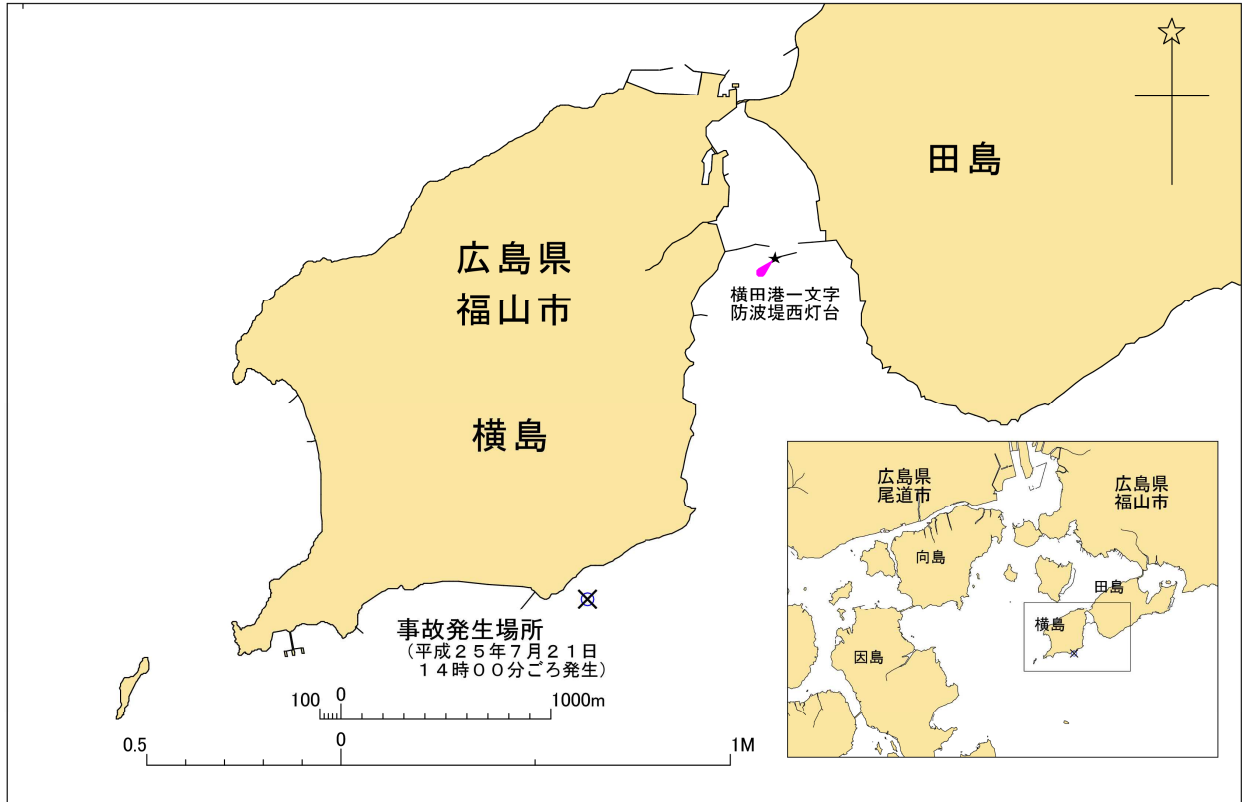 田島
広島県
福山市
横田港一文字
防波堤西灯台
横島
事故発生場所
（平成２５年７月２１日
１４時００分ごろ発生）
100 0 1000m
0.5 0 1M
広島県
尾道市
広島県
福山市
向島
田島
横島
因島